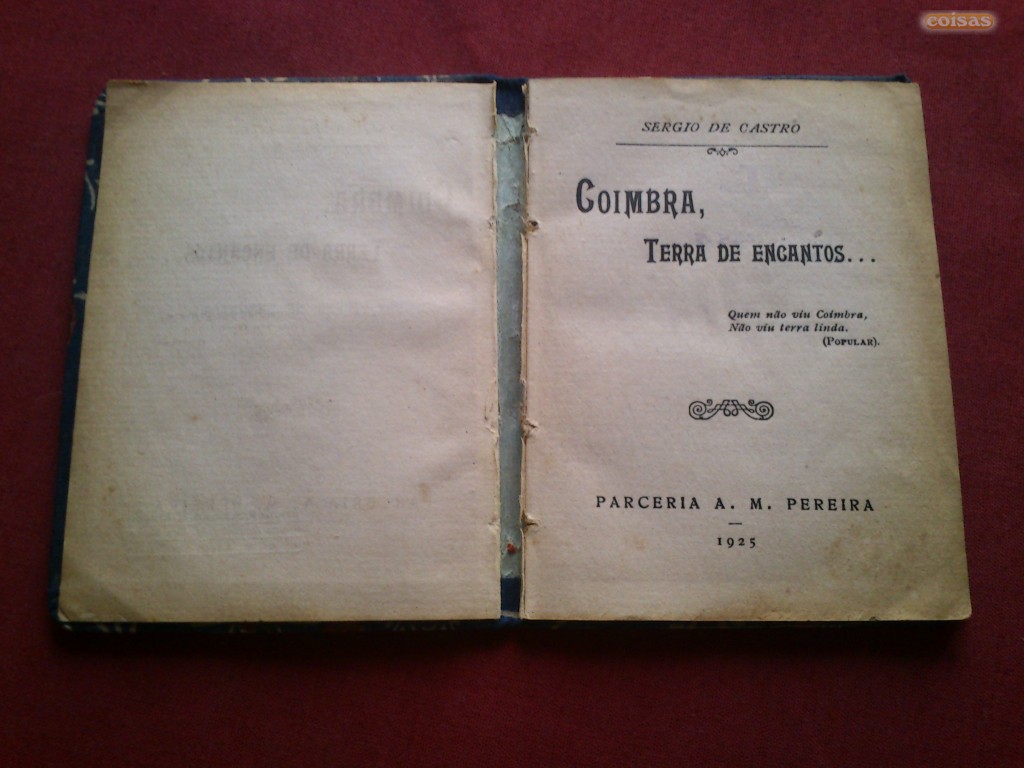 coisas
SERGIO DE CASTRO
COIMBRA,
TERRA DE ENCANTOS...
Quem não viu Coimbra,
Não viu terra linda.
(POPULAR).
PARCERIA A. M. PEREIRA
1925